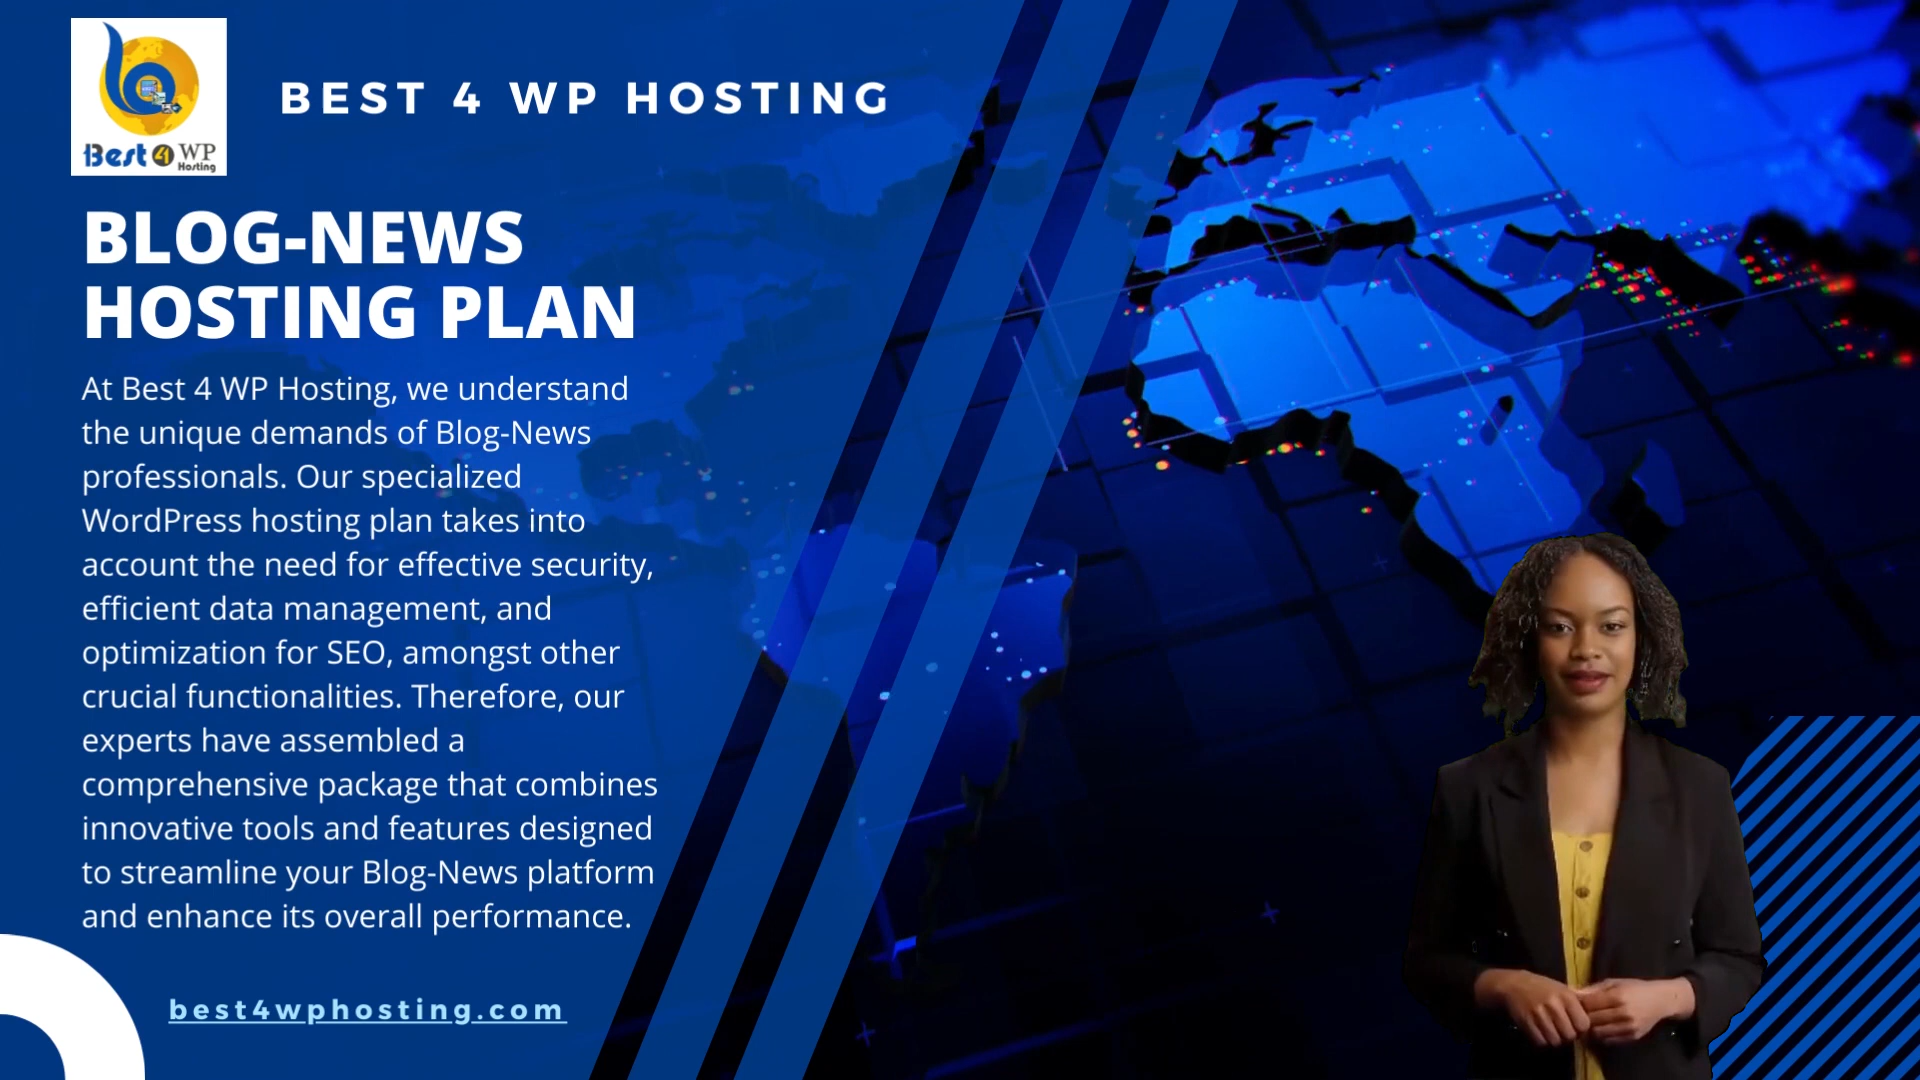 Best 4 WP
Hosting
BEST 4 WP HOSTING
BLOG-NEWS
HOSTING PLAN
At Best 4 WP Hosting, we understand
the unique demands of Blog-News
professionals. Our specialized
WordPress hosting plan takes into
account the need for effective security,
efficient data management, and
optimization for SEO, amongst other
crucial functionalities. Therefore, our
experts have assembled a
comprehensive package that combines
innovative tools and features designed
to streamline your Blog-News platform
and enhance its overall performance.
best4wphosting.com